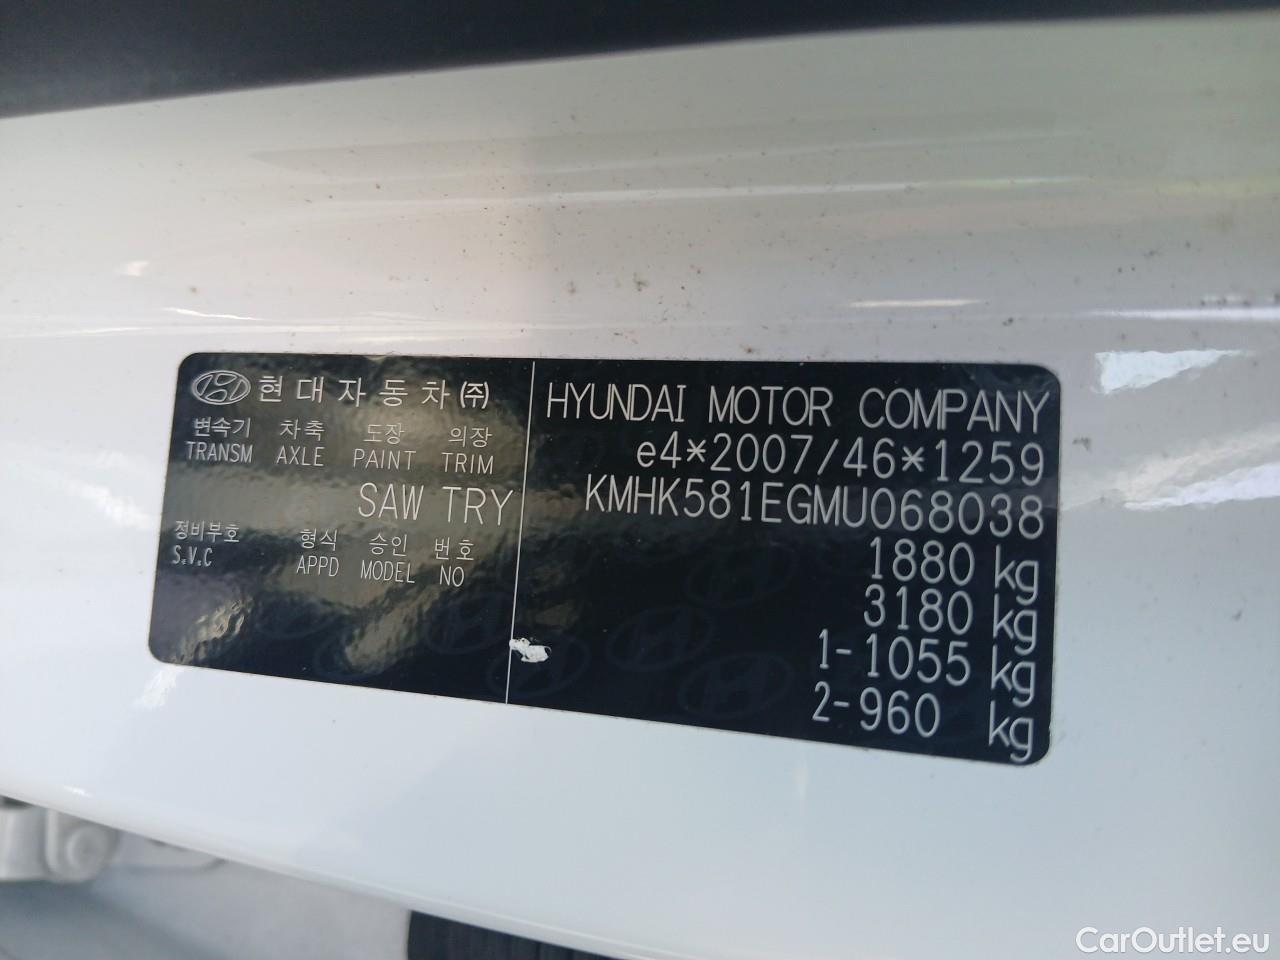 현대자동차㈜
변속기 차축 도장 의장
TRANSM AXLE PAINT TRIM
SAW TRY
정비부호 형식 승인 번호
S.V.C APPD MODEL NO
HYUNDAI MOTOR COMPANY
e4*2007/46*1259
KMHK581EGMU068038
1880 kg
3180 kg
1-1055 kg
2-960 kg
CarOutlet.eu